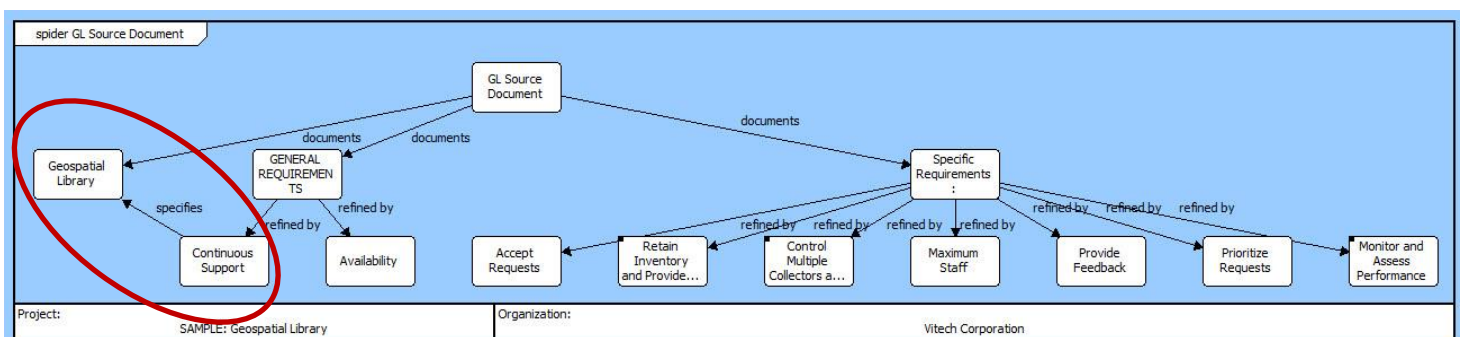 spider GL Source Document
GL Source
Document
documents
documents
documents
Geospatial
Library
GENERAL
REQUIREMEN
TS
Specific
Requirements
:
specifies
refined by
refined by
refined by
refined by
refined by
refined by
refined by
refined by
refined by
Continuous
Support
Availability
Accept
Requests
Retain
Inventory
and Provide...
Control
Multiple
Collectors a...
Maximum
Staff
Provide
Feedback
Prioritize
Requests
Monitor and
Assess
Performance
Project:
SAMPLE: Geospatial Library
Organization:
Vitech Corporation